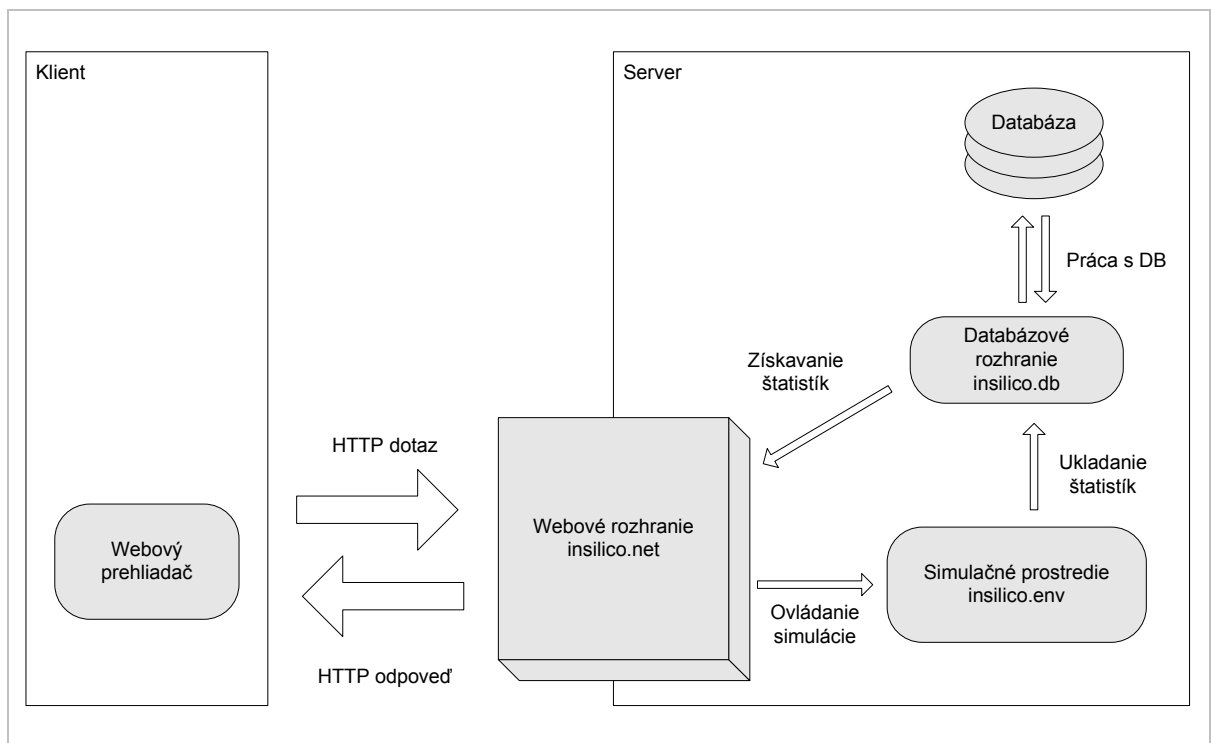 Klient
Server
Databáza
Práca s DB
Databázové
rozhranie
insilico.db
Získavanie
štatistík
HTTP dotaz
Ukladanie
štatistík
Webové rozhranie
insilico.net
Webový
prehliadač
Simulačné prostredie
insilico.env
Ovládanie
simulácie
HTTP odpoveď